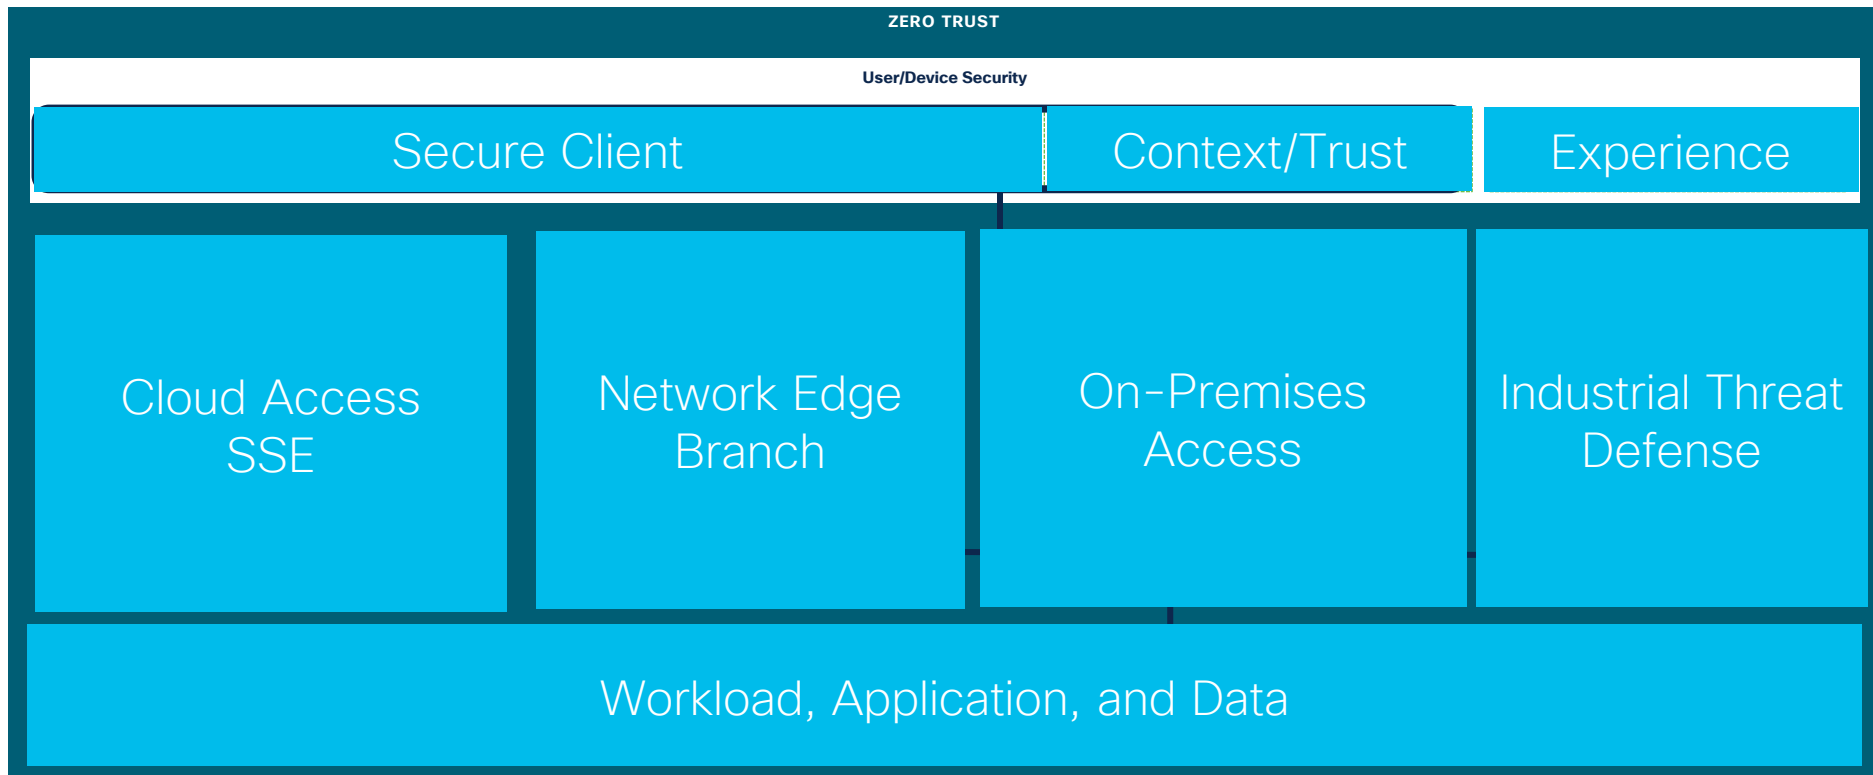 ZERO TRUST
User/Device Security
Secure Client
Context/Trust
Experience
Cloud Access
SSE
Network Edge
Branch
On-Premises
Access
Industrial Threat
Defense
Workload, Application, and Data